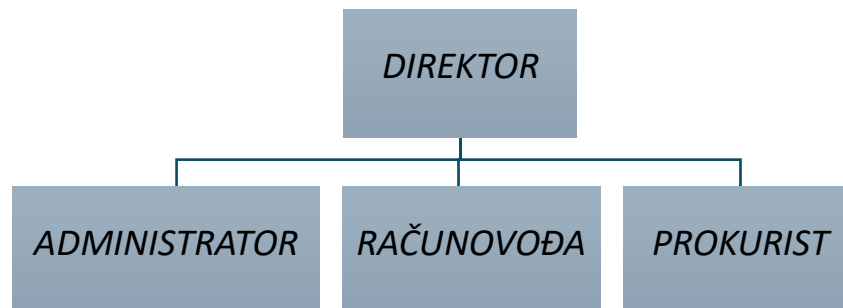 DIREKTOR
ADMINISTRATOR
RAČUNOVOĐA
PROKURIST